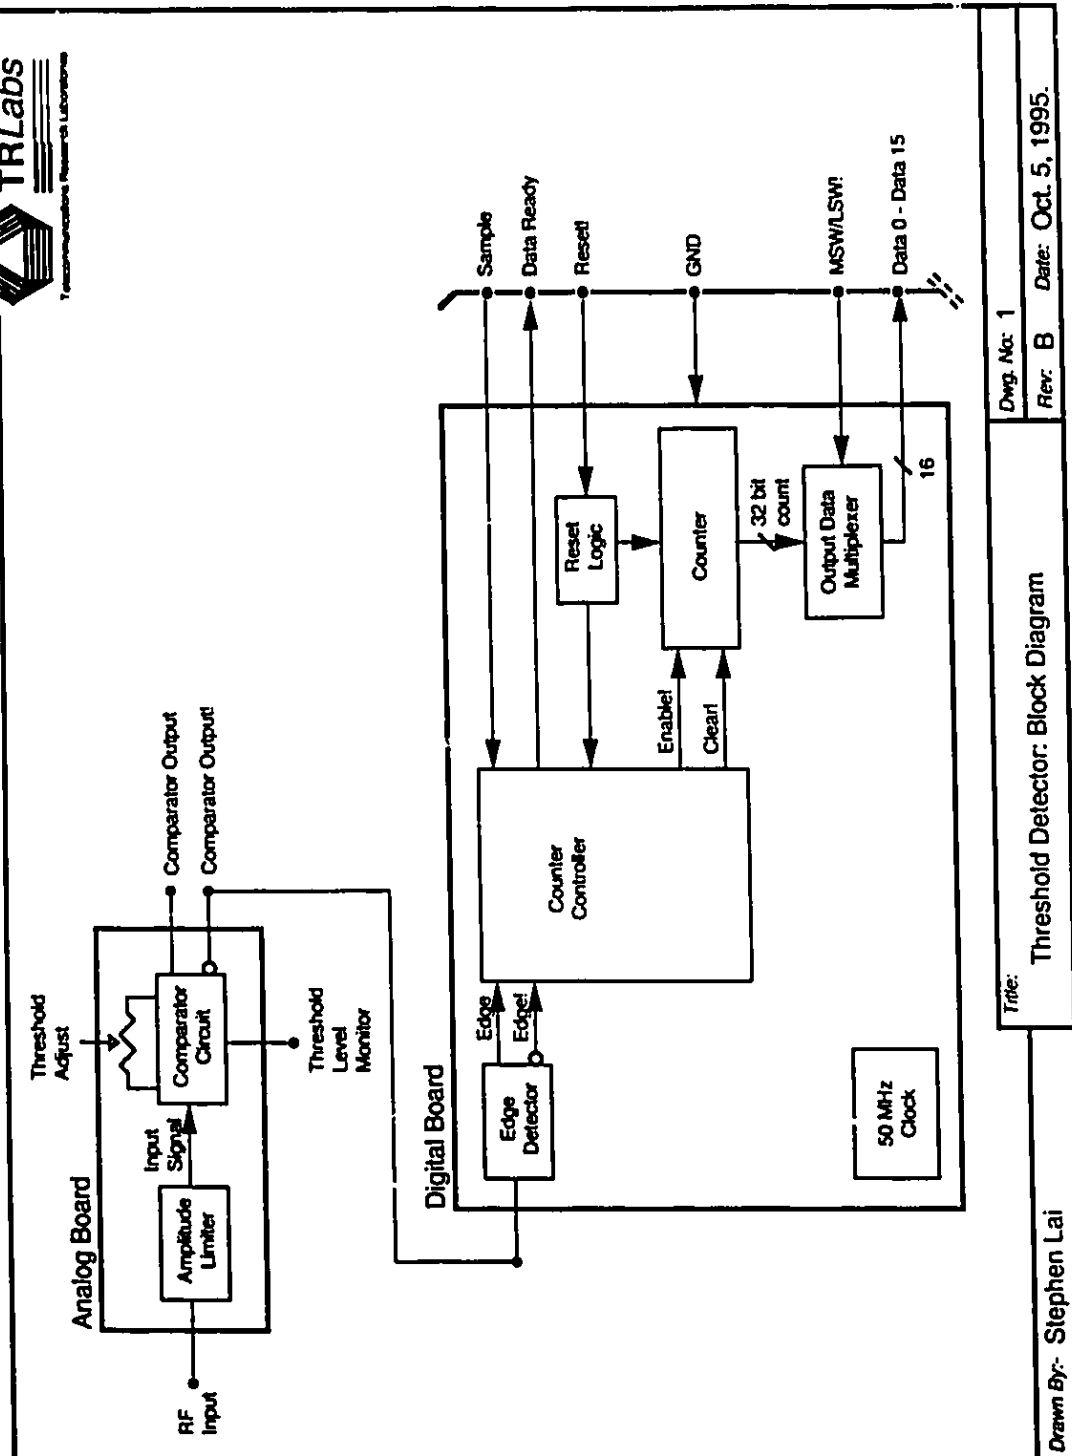 TRLabs
Telecommunications Research Laboratories
Analog Board
Threshold
Adjust
RF
Input
Amplitude
Limiter
Input
Signal
Comparator
Circuit
Comparator Output
Comparator Output!
Threshold
Level
Monitor
Digital Board
Edge
Detector
Edge
Edge!
Counter
Controller
Enable!
Clear!
Reset
Logic
Counter
32 bit
count
Output Data
Multiplexer
16
50 MHz
Clock
Sample
Data Ready
Reset!
GND
MSW/LSW!
Data 0 - Data 15
Drawn By:- Stephen Lai
Title:
Threshold Detector: Block Diagram
Dwg. No: 1
Rev: B Date: Oct. 5, 1995.